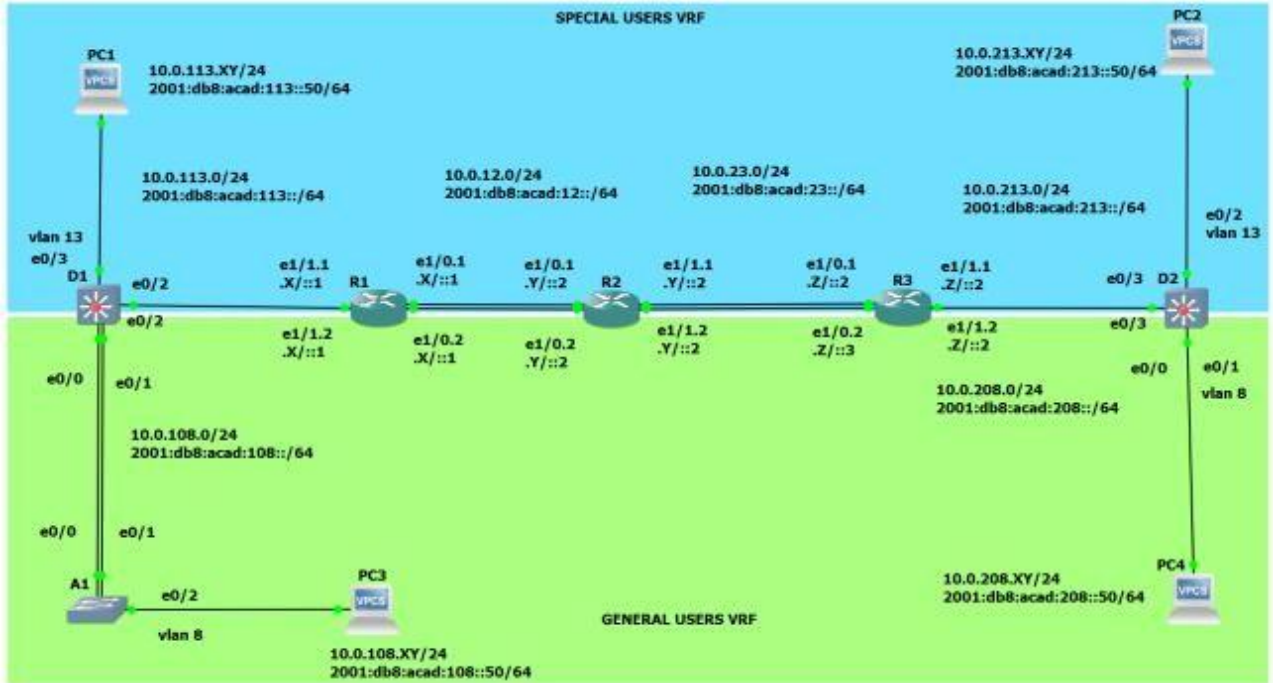 SPECIAL USERS VRF
PC1
VPCS
10.0.113.XY/24
2001:db8:acad:113::50/64
PC2
VPCS
10.0.213.XY/24
2001:db8:acad:213::50/64
10.0.113.0/24
2001:db8:acad:113::/64
10.0.12.0/24
2001:db8:acad:12::/64
10.0.23.0/24
2001:db8:acad:23::/64
10.0.213.0/24
2001:db8:acad:213::/64
e0/2
vlan 13
vlan 13
e0/3
D1
e0/2
e0/2
e1/1.1
.X/::1
R1
e1/0.1
.X/::1
e1/0.1
.Y/::2
R2
e1/1.1
.Y/::2
e1/0.1
.Z/::2
R3
e1/1.1
.Z/::2
e0/3
D2
e0/3
e1/1.2
.X/::1
e1/0.2
.X/::1
e1/0.2
.Y/::2
e1/1.2
.Y/::2
e1/0.2
.Z/::3
e1/1.2
.Z/::2
e0/0
e0/1
e0/0
e0/1
vlan 8
10.0.208.0/24
2001:db8:acad:208::/64
10.0.108.0/24
2001:db8:acad:108::/64
e0/0
e0/1
A1
e0/2
vlan 8
PC3
VPCS
10.0.108.XY/24
2001:db8:acad:108::50/64
GENERAL USERS VRF
PC4
VPCS
10.0.208.XY/24
2001:db8:acad:208::50/64